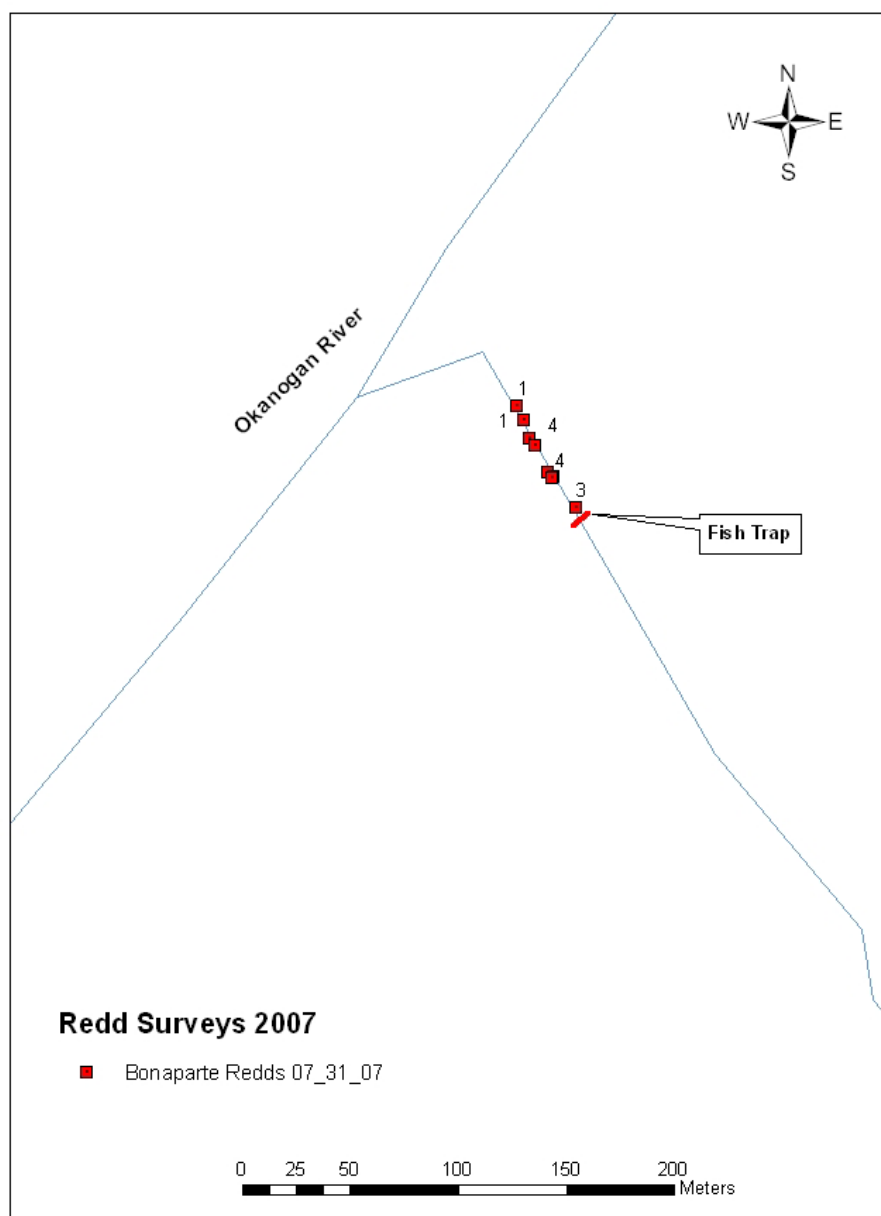 N
W E
S
Okanogan River
1
1 4
4
3
Fish Trap
Redd Surveys 2007
Bonaparte Redds 07_31_07
0 25 50 100 150 200
Meters